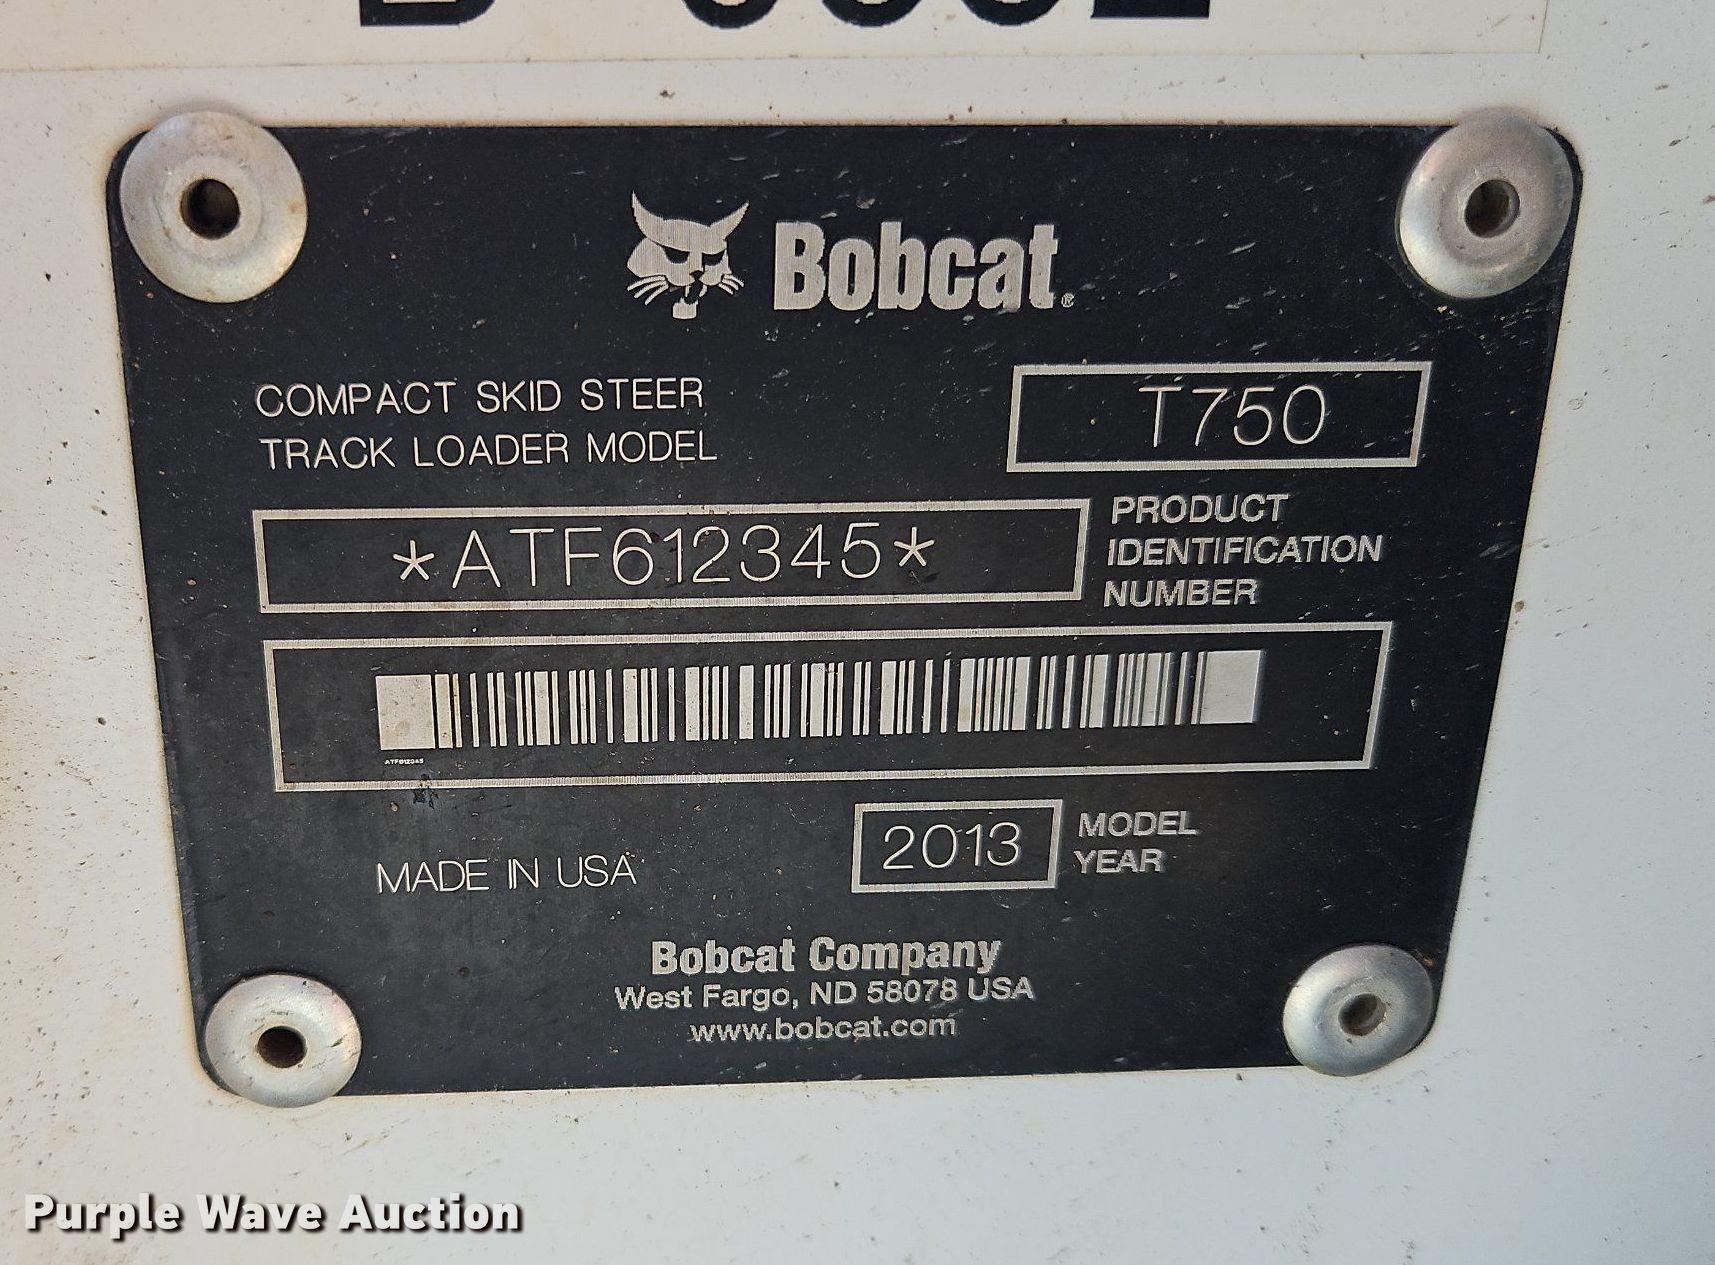 Bobcat®
COMPACT SKID STEER
TRACK LOADER MODEL
T750
*ATF612345*
PRODUCT
IDENTIFICATION
NUMBER
ATF612345
MADE IN USA
2013
MODEL
YEAR
Bobcat Company
West Fargo, ND 58078 USA
www.bobcat.com
Purple Wave Auction